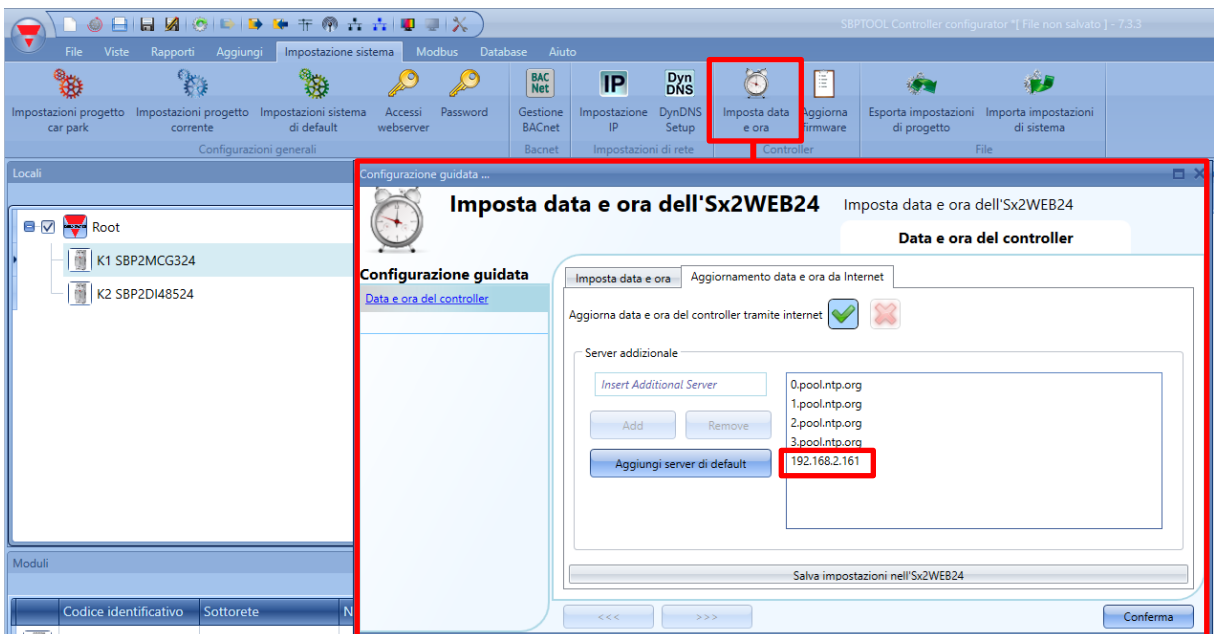 SBPTOOL Controller configurator *[ File non salvato ] - 7.3.3
File Viste Rapporti Aggiungi Impostazione sistema Modbus Database Aiuto
BAC Net IP Dyn DNS
Impostazioni progetto car park
Impostazioni progetto corrente
Impostazioni sistema di default
Accessi webserver
Password
Gestione BACnet
Impostazione IP
DynDNS Setup
Imposta data e ora
Aggiorna firmware
Esporta impostazioni di progetto
Importa impostazioni di sistema
Configurazioni generali Bacnet Impostazioni di rete Controller File
Locali
Root
K1 SBP2MCG324
K2 SBP2DI48524
Moduli
Codice identificativo Sottorete N
Configurazione guidata ...
Imposta data e ora dell'Sx2WEB24
Imposta data e ora dell'Sx2WEB24
Data e ora del controller
Configurazione guidata
Data e ora del controller
Imposta data e ora Aggiornamento data e ora da Internet
Aggiorna data e ora del controller tramite internet
Server addizionale
Insert Additional Server
Add Remove
Aggiungi server di default
0.pool.ntp.org
1.pool.ntp.org
2.pool.ntp.org
3.pool.ntp.org
192.168.2.161
Salva impostazioni nell'Sx2WEB24
<<< >>> Conferma